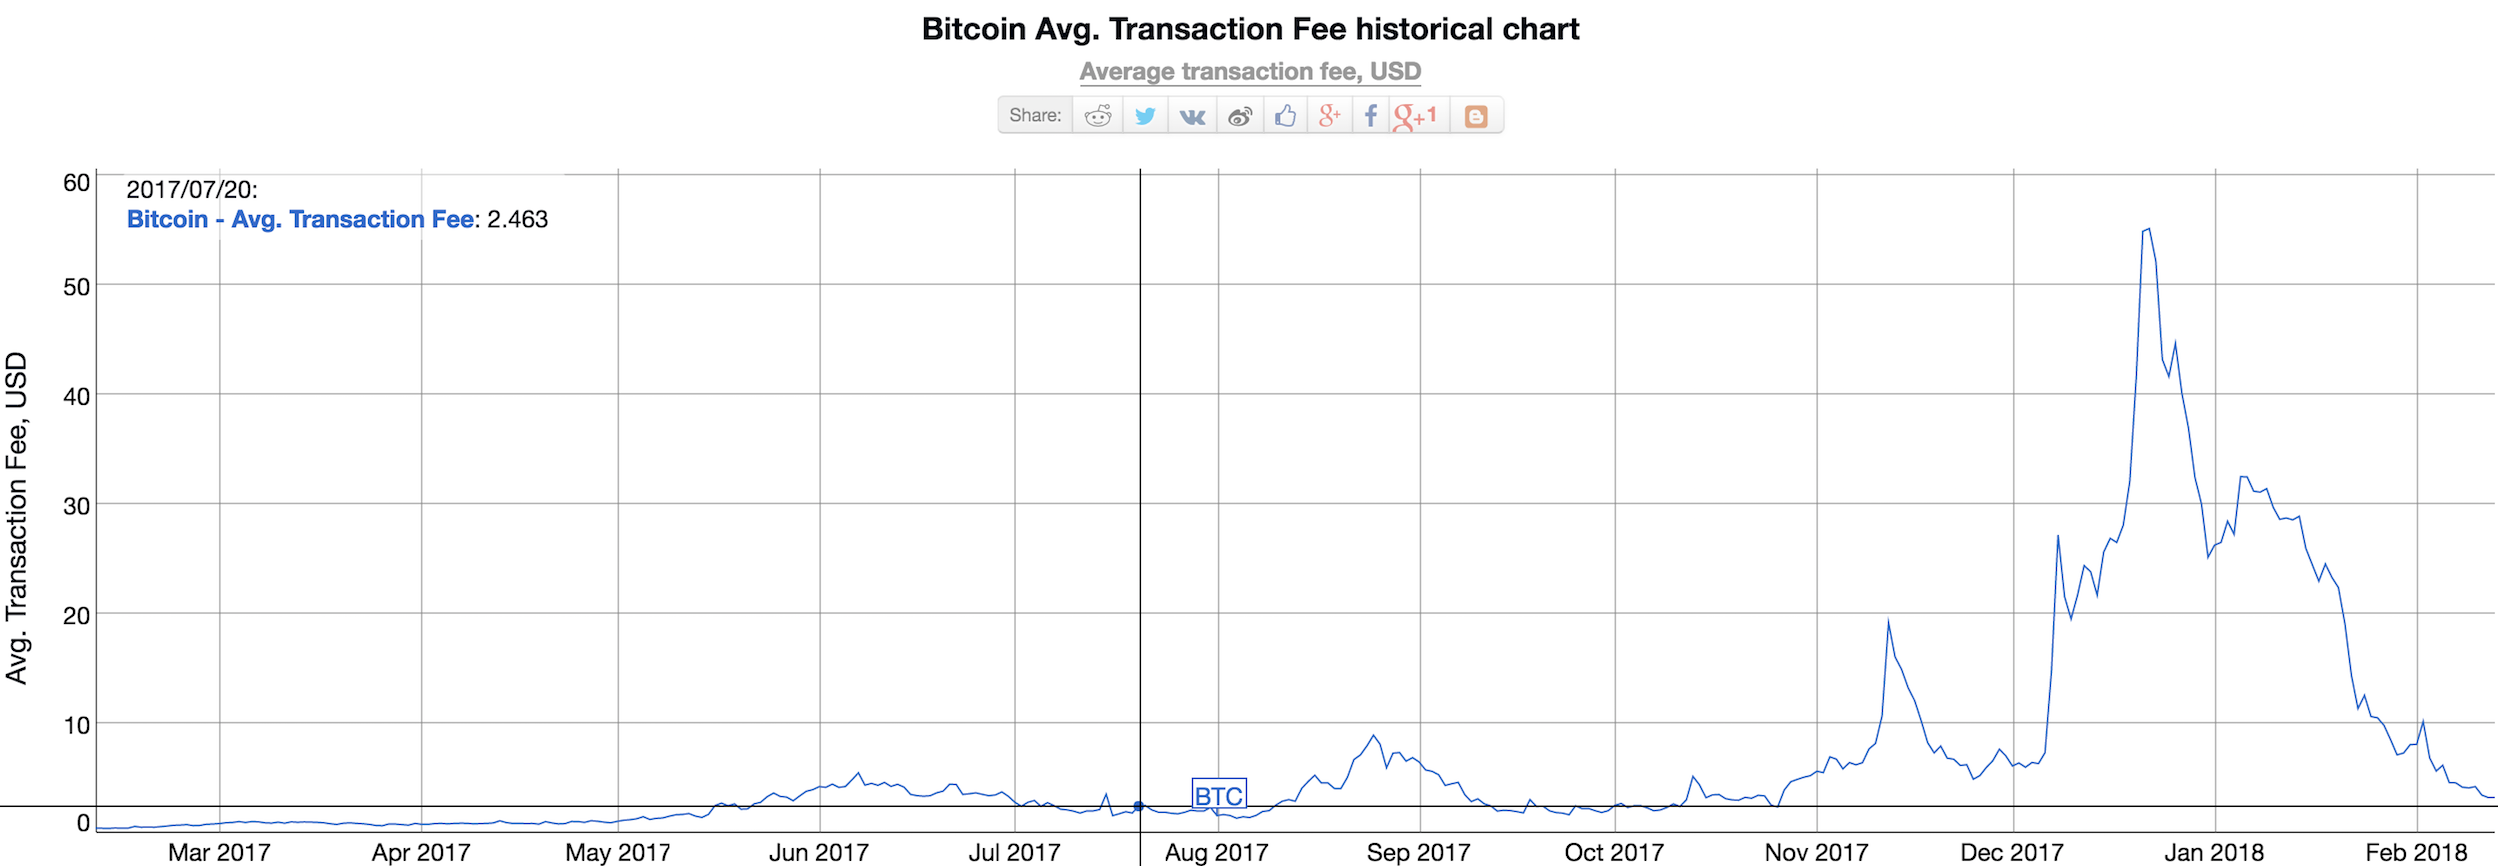 Bitcoin Avg. Transaction Fee historical chart
Average transaction fee, USD
Share:
g+
f
g+1
2017/07/20:
Bitcoin - Avg. Transaction Fee: 2.463
Avg. Transaction Fee, USD
60
50
40
30
20
10
0
BTC
Mar 2017 Apr 2017 May 2017 Jun 2017 Jul 2017 Aug 2017 Sep 2017 Oct 2017 Nov 2017 Dec 2017 Jan 2018 Feb 2018